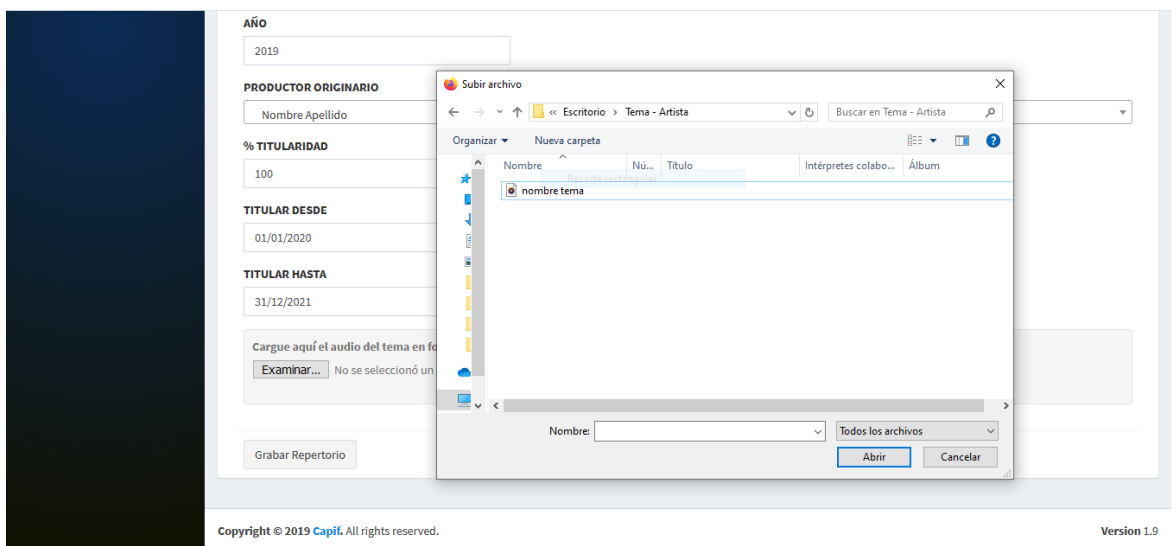 AÑO
2019
PRODUCTOR ORIGINARIO
Nombre Apellido
% TITULARIDAD
100
TITULAR DESDE
01/01/2020
TITULAR HASTA
31/12/2021
Cargue aquí el audio del tema en fo
Examinar... No se seleccionó un
Grabar Repertorio
Subir archivo
« Escritorio > Tema - Artista
Buscar en Tema - Artista
Organizar
Nueva carpeta
Nombre Nú... Título Intérpretes colabo... Álbum
Recorte rectangular
nombre tema
Nombre:
Todos los archivos
Abrir Cancelar
Copyright © 2019 Capif. All rights reserved.
Version 1.9